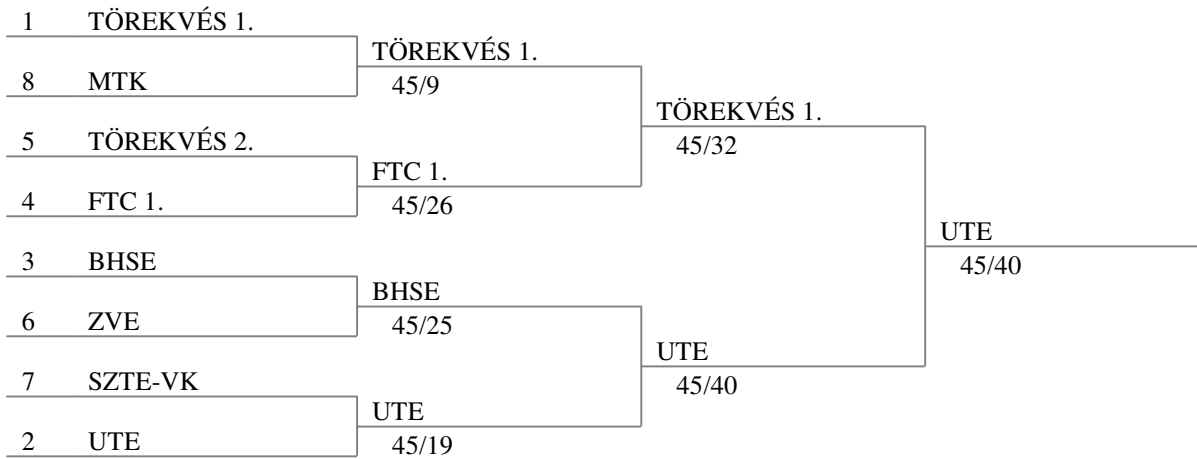 1 TÖREKVÉS 1.
TÖREKVÉS 1.
8 MTK
45/9
TÖREKVÉS 1.
5 TÖREKVÉS 2.
45/32
FTC 1.
4 FTC 1.
45/26
UTE
3 BHSE
45/40
BHSE
6 ZVE
45/25
UTE
7 SZTE-VK
45/40
UTE
2 UTE
45/19